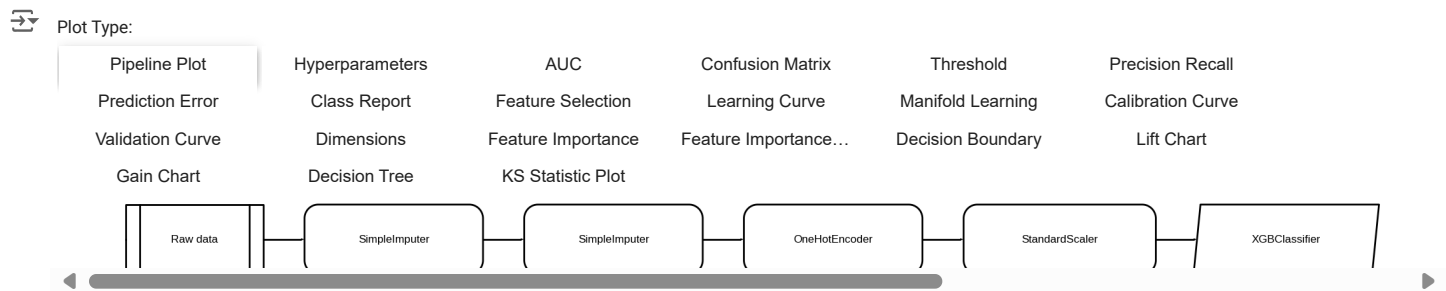 Plot Type:
Pipeline Plot Hyperparameters AUC Confusion Matrix Threshold Precision Recall
Prediction Error Class Report Feature Selection Learning Curve Manifold Learning Calibration Curve
Validation Curve Dimensions Feature Importance Feature Importance… Decision Boundary Lift Chart
Gain Chart Decision Tree KS Statistic Plot
Raw data SimpleImputer SimpleImputer OneHotEncoder StandardScaler XGBClassifier